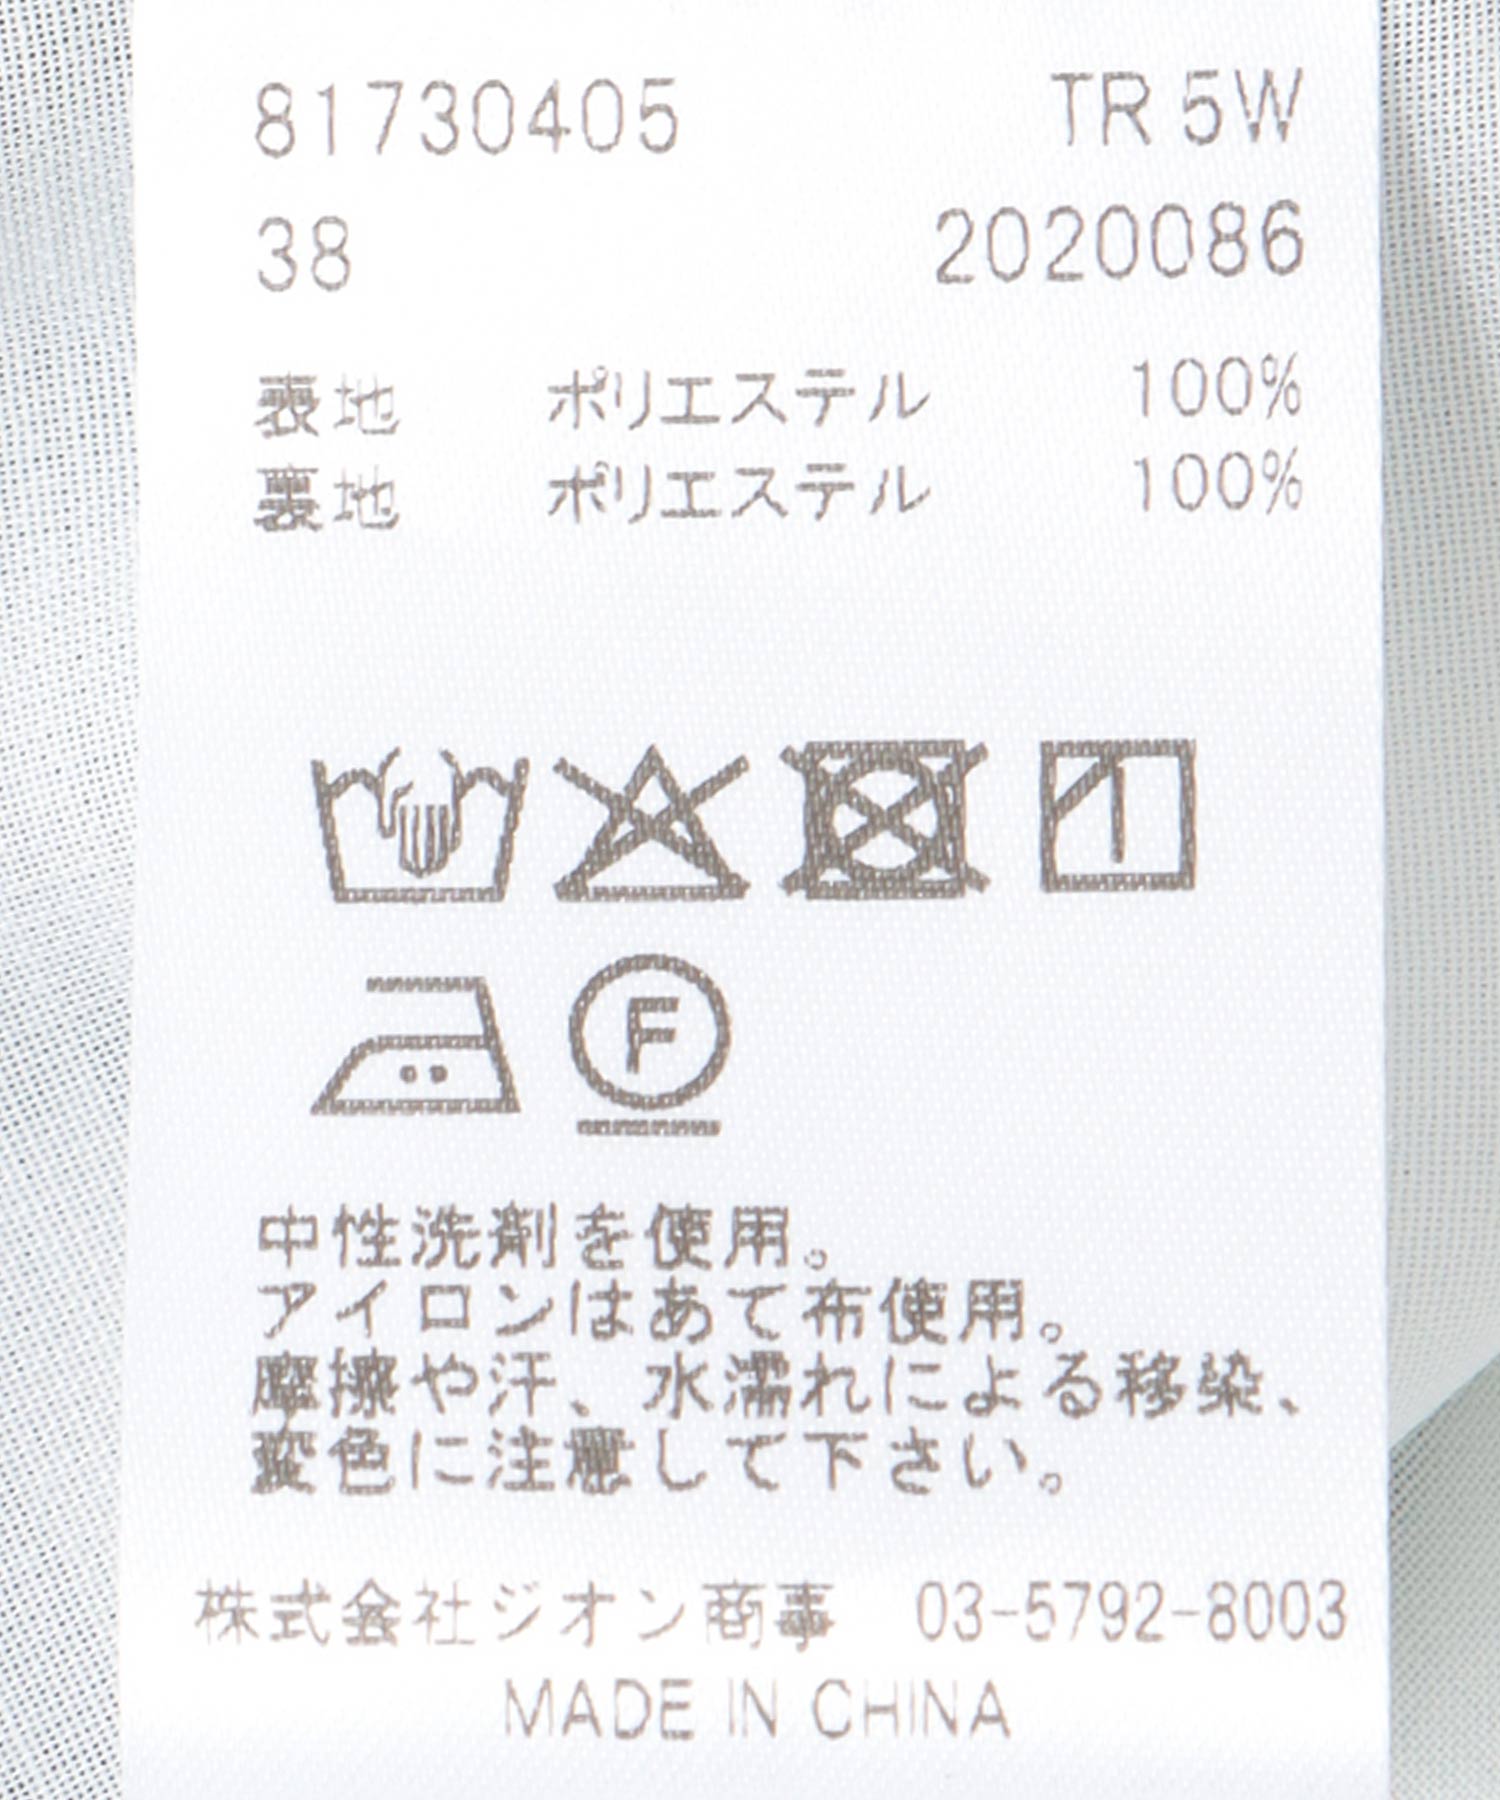 81730405 TR 5W
38 2020086
表地 ポリエステル 100%
裏地 ポリエステル 100%
F
中性洗剤を使用。
アイロンはあて布使用。
摩擦や汗、水濡れによる移染、
変色に注意して下さい。
株式会社ジオン商事 03-5792-8003
MADE IN CHINA